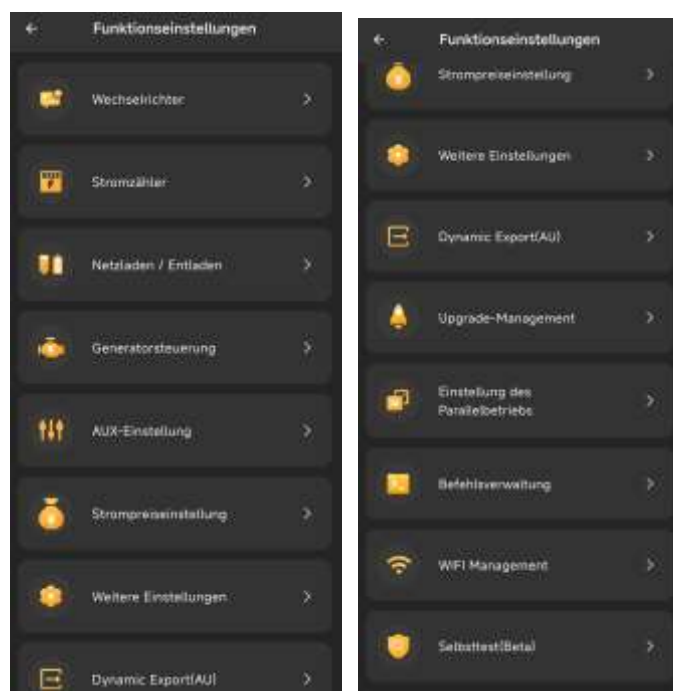 Funktionseinstellungen
Wechselrichter
Stromzähler
Netzladen / Entladen
Generatorsteuerung
AUX-Einstellung
Strompreiseinstellung
Weitere Einstellungen
Dynamic Export(AU)
Funktionseinstellungen
Strompreiseinstellung
Weitere Einstellungen
Dynamic Export(AU)
Upgrade-Management
Einstellung des
Parallelbetriebs
Befehlsverwaltung
WIFI Management
Selbsttest(Beta)